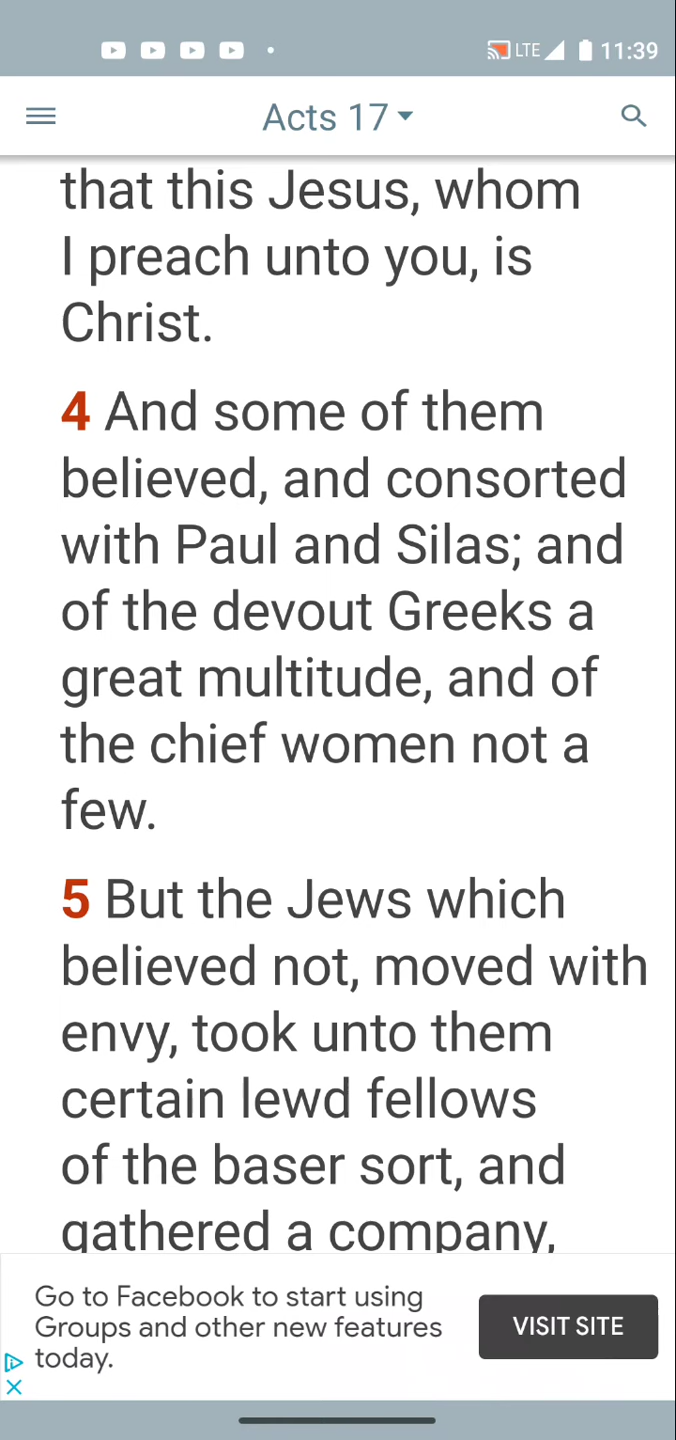 LTE 11:39
Acts 17
that this Jesus, whom
I preach unto you, is
Christ.
4 And some of them
believed, and consorted
with Paul and Silas; and
of the devout Greeks a
great multitude, and of
the chief women not a
few.
5 But the Jews which
believed not, moved with
envy, took unto them
certain lewd fellows
of the baser sort, and
gathered a company,
Go to Facebook to start using
Groups and other new features
today.
VISIT SITE